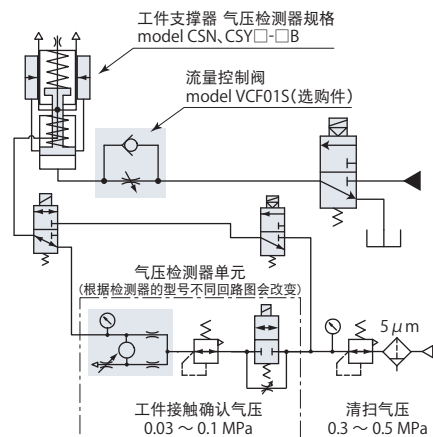 工件支撑器 气压检测器规格
model CSN、CSY□-□B
流量控制阀
model VCF01S(选购件)
气压检测器单元
(根据检测器的型号不同回路图会改变)
5μm
工件接触确认气压
0.03 ～ 0.1 MPa
清扫气压
0.3 ～ 0.5 MPa